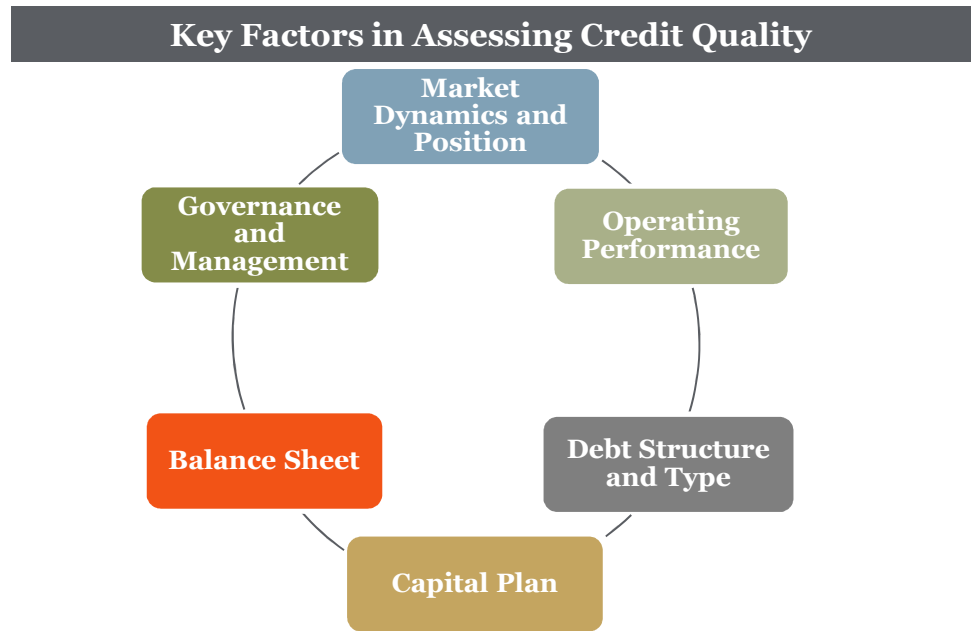 Key Factors in Assessing Credit Quality
Market
Dynamics and
Position
Operating
Performance
Debt Structure
and Type
Capital Plan
Balance Sheet
Governance
and
Management